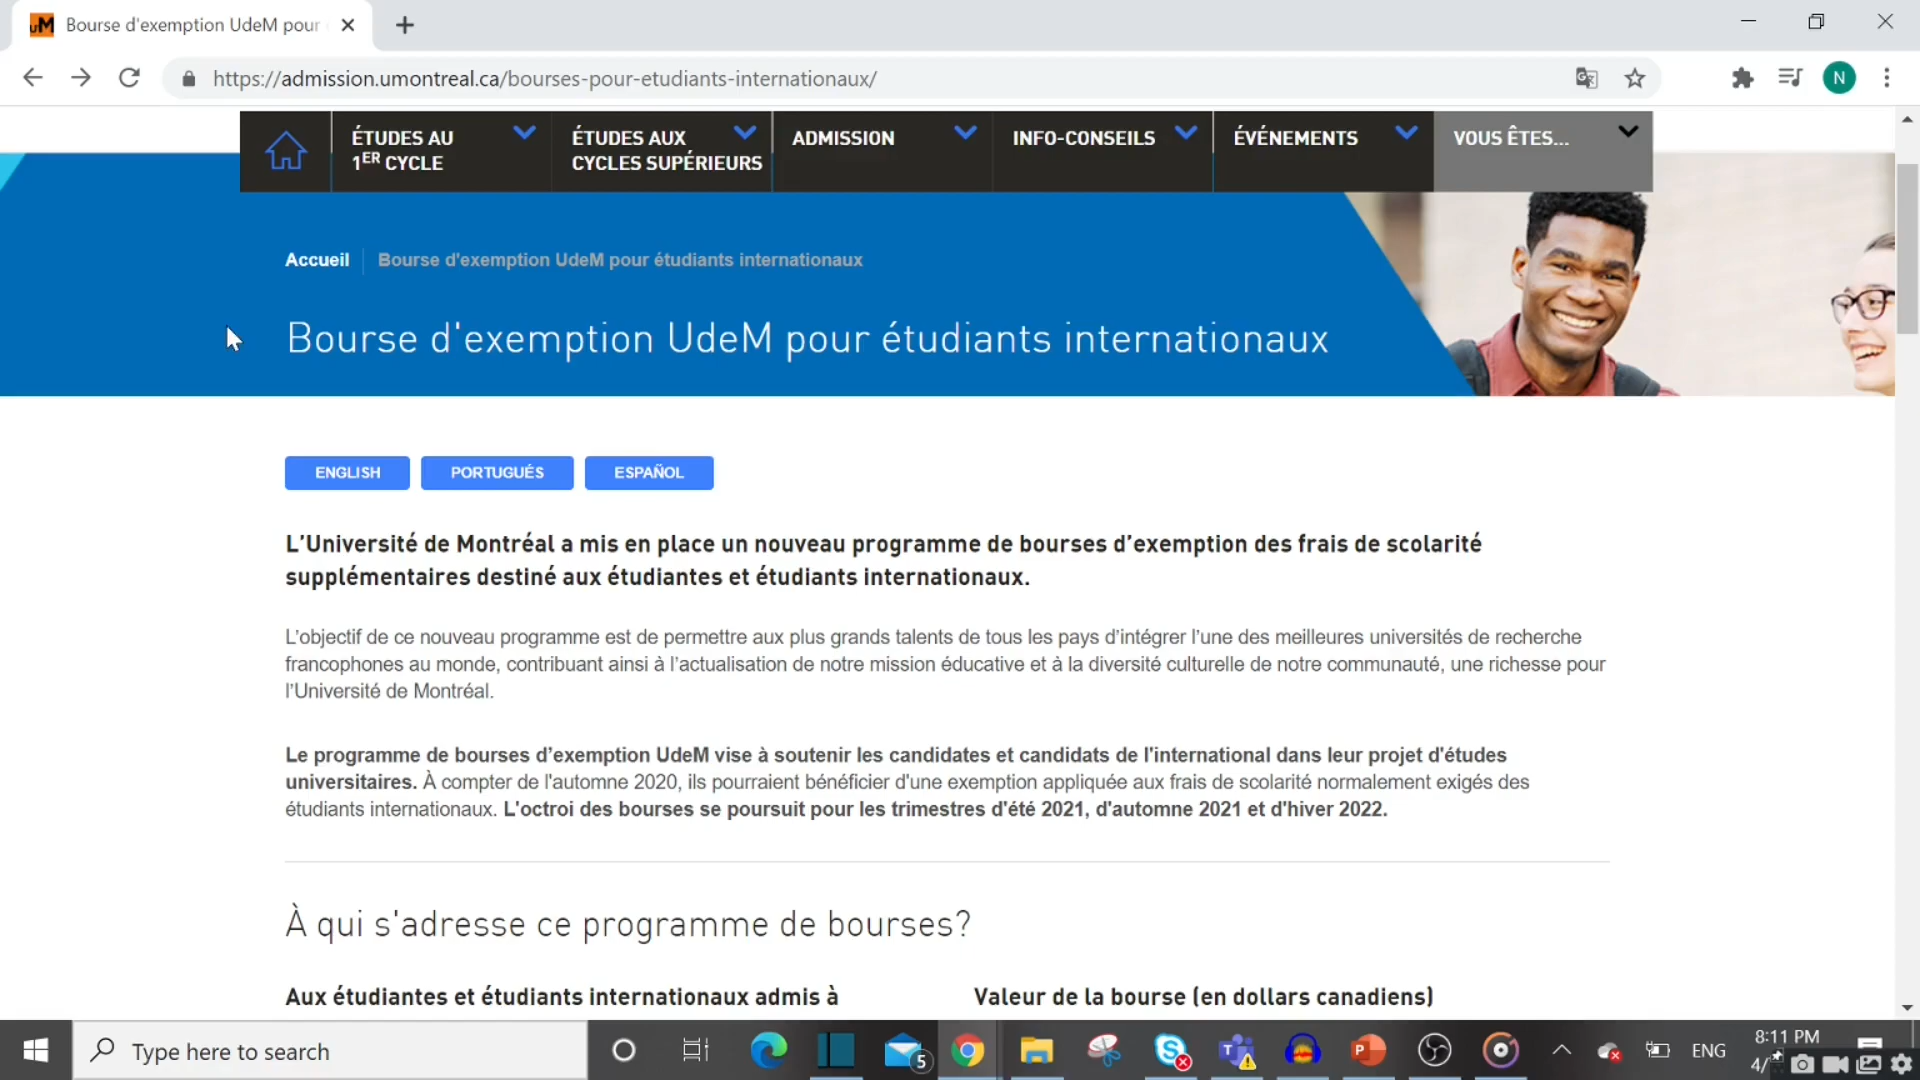 Bourse d'exemption UdeM pour
https://admission.umontreal.ca/bourses-pour-etudiants-internationaux/
N
ÉTUDES AU
1ER CYCLE
ÉTUDES AUX
CYCLES SUPÉRIEURS
ADMISSION
INFO-CONSEILS
ÉVÉNEMENTS
VOUS ÊTES...
Accueil
Bourse d'exemption UdeM pour étudiants internationaux
Bourse d'exemption UdeM pour étudiants internationaux
ENGLISH
PORTUGUÉS
ESPAÑOL
L’Université de Montréal a mis en place un nouveau programme de bourses d’exemption des frais de scolarité
supplémentaires destiné aux étudiantes et étudiants internationaux.
L’objectif de ce nouveau programme est de permettre aux plus grands talents de tous les pays d’intégrer l’une des meilleures universités de recherche
francophones au monde, contribuant ainsi à l’actualisation de notre mission éducative et à la diversité culturelle de notre communauté, une richesse pour
l’Université de Montréal.
Le programme de bourses d’exemption UdeM vise à soutenir les candidates et candidats de l'international dans leur projet d'études
universitaires. À compter de l'automne 2020, ils pourraient bénéficier d'une exemption appliquée aux frais de scolarité normalement exigés des
étudiants internationaux. L'octroi des bourses se poursuit pour les trimestres d'été 2021, d'automne 2021 et d'hiver 2022.
À qui s'adresse ce programme de bourses?
Aux étudiantes et étudiants internationaux admis à
Valeur de la bourse (en dollars canadiens)
Type here to search
5
ENG
8:11 PM
4/